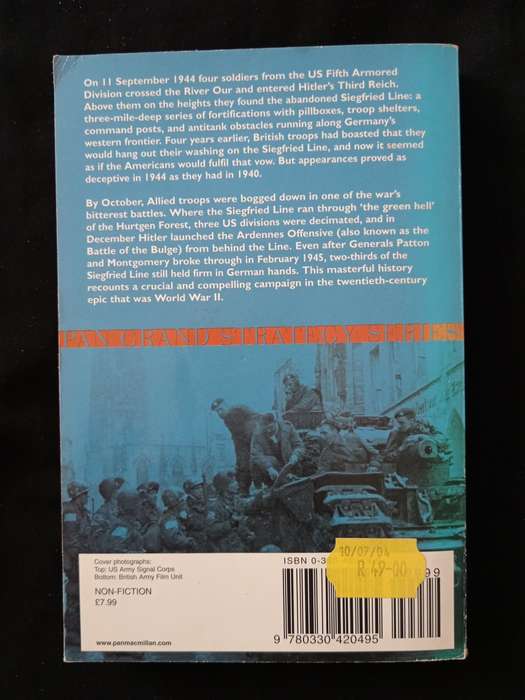 On 11 September 1944 four soldiers from the US Fifth Armored
Division crossed the River Our and entered Hitler's Third Reich.
Above them on the heights they found the abandoned Siegfried Line: a
three-mile-deep series of fortifications with pillboxes, troop shelters,
command posts, and antitank obstacles running along Germany's
western frontier. Four years earlier, British troops had boasted that they
would hang out their washing on the Siegfried Line, and now it seemed
as if the Americans would fulfil that vow. But appearances proved as
deceptive in 1944 as they had in 1940.
By October, Allied troops were bogged down in one of the war's
bitterest battles. Where the Siegfried Line ran through 'the green hell'
of the Hurtgen Forest, three US divisions were decimated, and in
December Hitler launched the Ardennes Offensive (also known as the
Battle of the Bulge) from behind the Line. Even after Generals Patton
and Montgomery broke through in February 1945, two-thirds of the
Siegfried Line still held firm in German hands. This masterful history
recounts a crucial and compelling campaign in the twentieth-century
epic that was World War II.
PAN GRAND STRATEGY SERIES
Cover photographs:
Top: US Army Signal Corps
Bottom: British Army Film Unit
NON-FICTION
£7.99
www.panmacmillan.com
ISBN 0-3
10/07/04
R 49-00
999
9 780330 420495